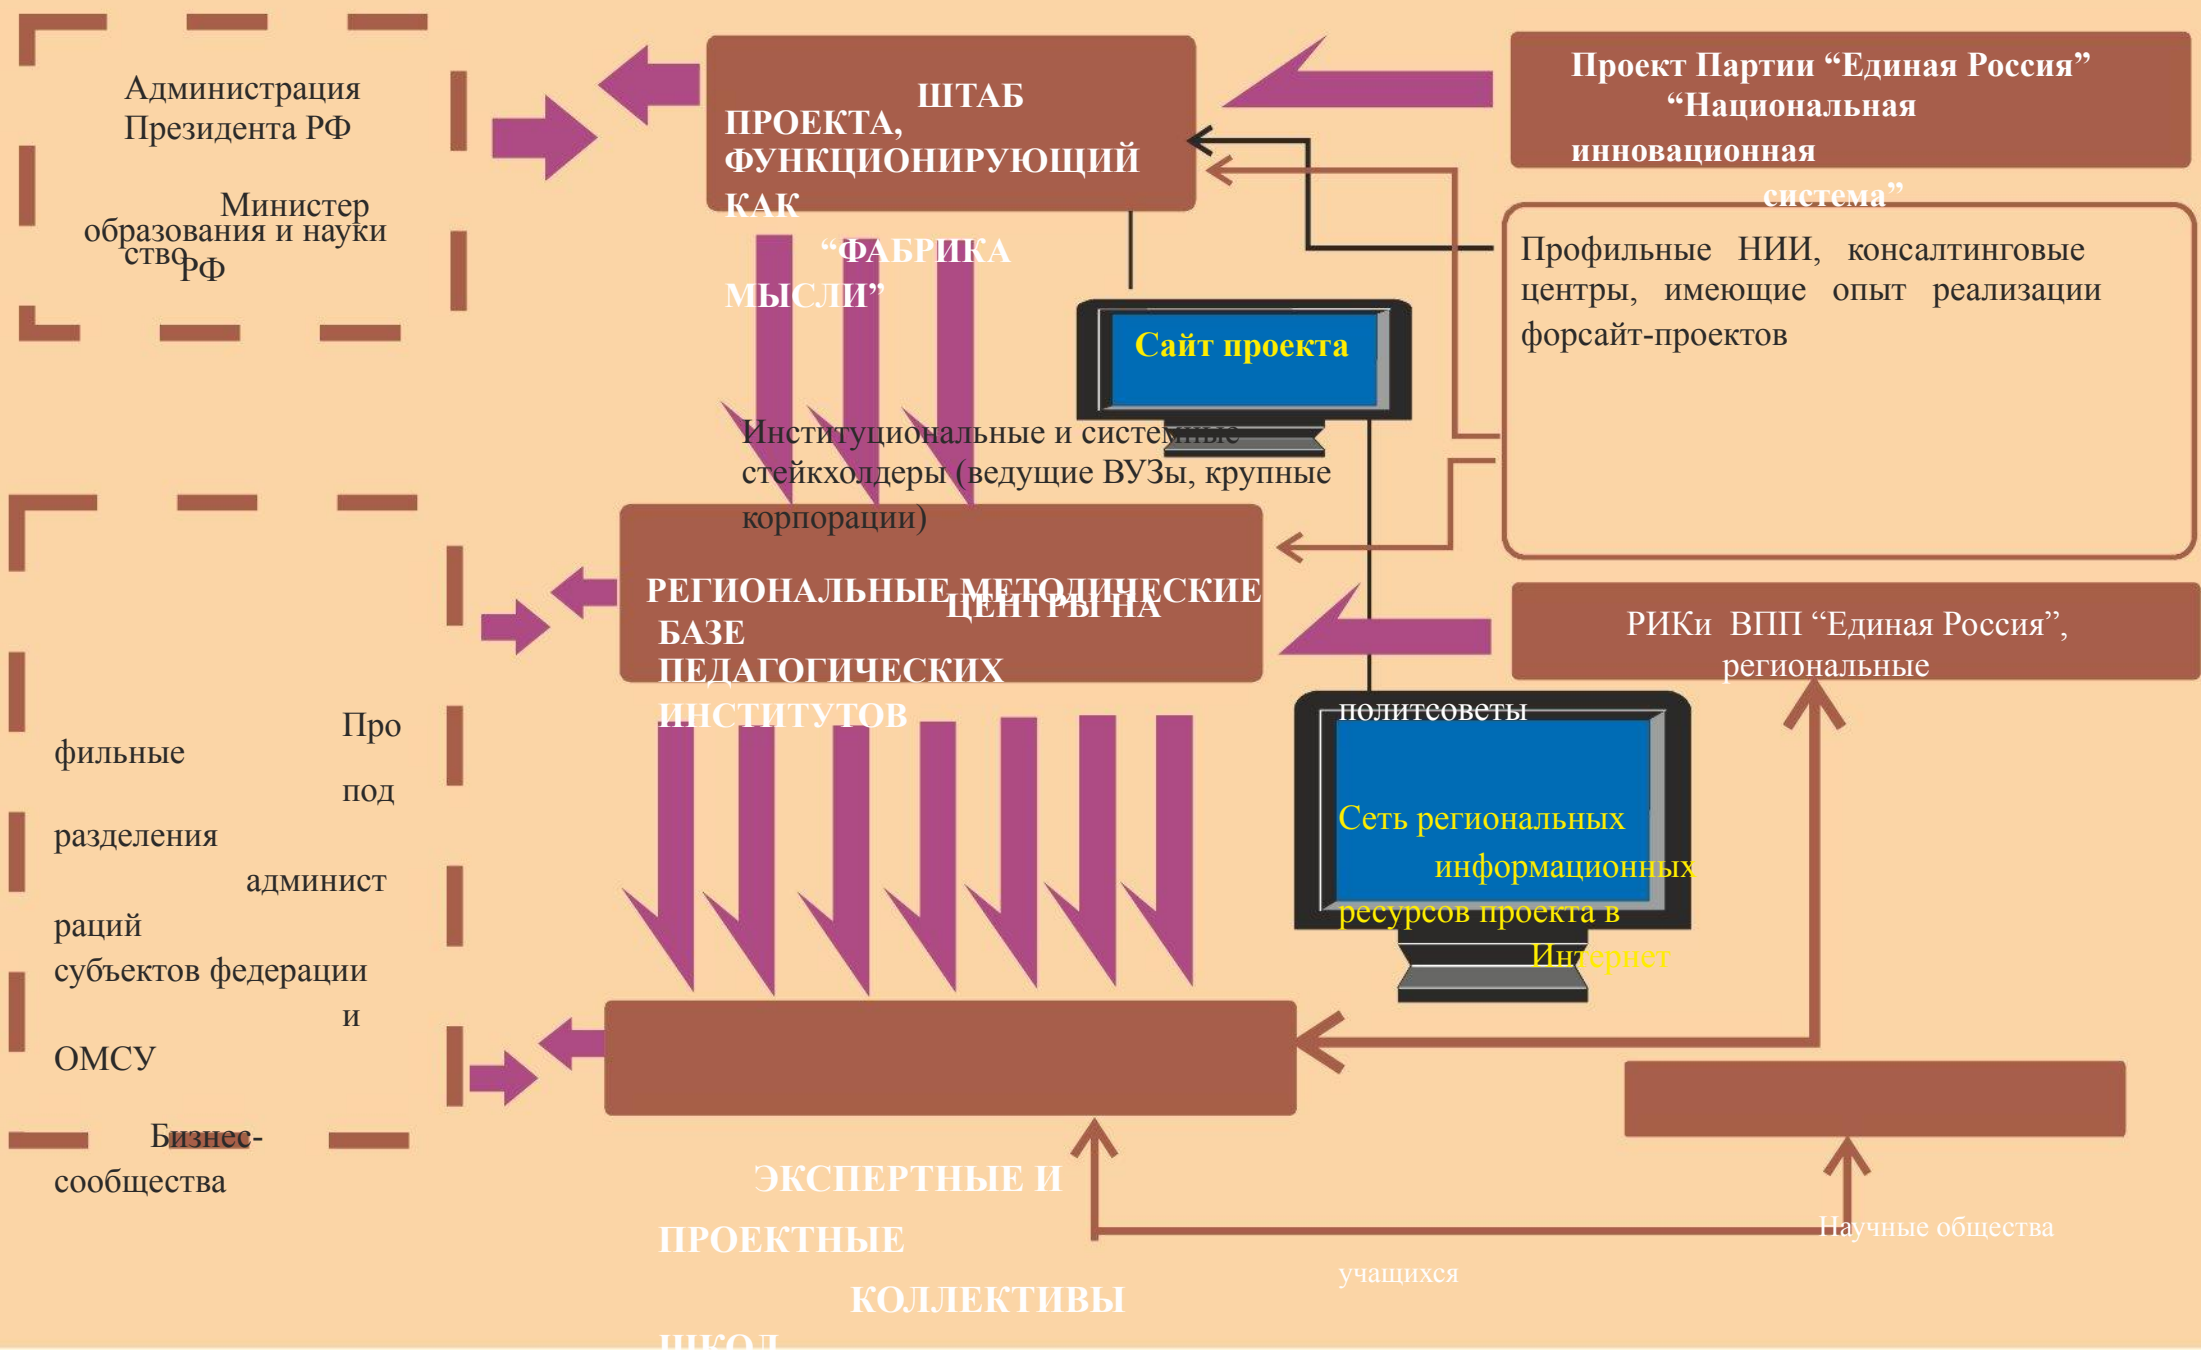 Администрация
Президента РФ
Министер
образования и науки
ство
РФ
ШТАБ
ПРОЕКТА,
ФУНКЦИОНИРУЮЩИЙ
КАК
“ФАБРИКА
МЫСЛИ”
Проект Партии “Единая Россия”
“Национальная
инновационная
система”
Профильные НИИ, консалтинговые
центры, имеющие опыт реализации
форсайт-проектов
Сайт проекта
Институциональные и системные
стейкхолдеры (ведущие ВУЗы, крупные
корпорации)
РЕГИОНАЛЬНЫЕ МЕТОДИЧЕСКИЕ
ЦЕНТРЫ НА
БАЗЕ
ПЕДАГОГИЧЕСКИХ
ИНСТИТУТОВ
РИКи ВПП “Единая Россия”,
региональные
политсоветы
Про
фильные
под
разделения
админист
раций
субъектов федерации
и
ОМСУ
Бизнес-
сообщества
Сеть региональных
информационных
ресурсов проекта в
Интернет
ЭКСПЕРТНЫЕ И
ПРОЕКТНЫЕ
КОЛЛЕКТИВЫ
ШКОЛ
Научные общества
учащихся